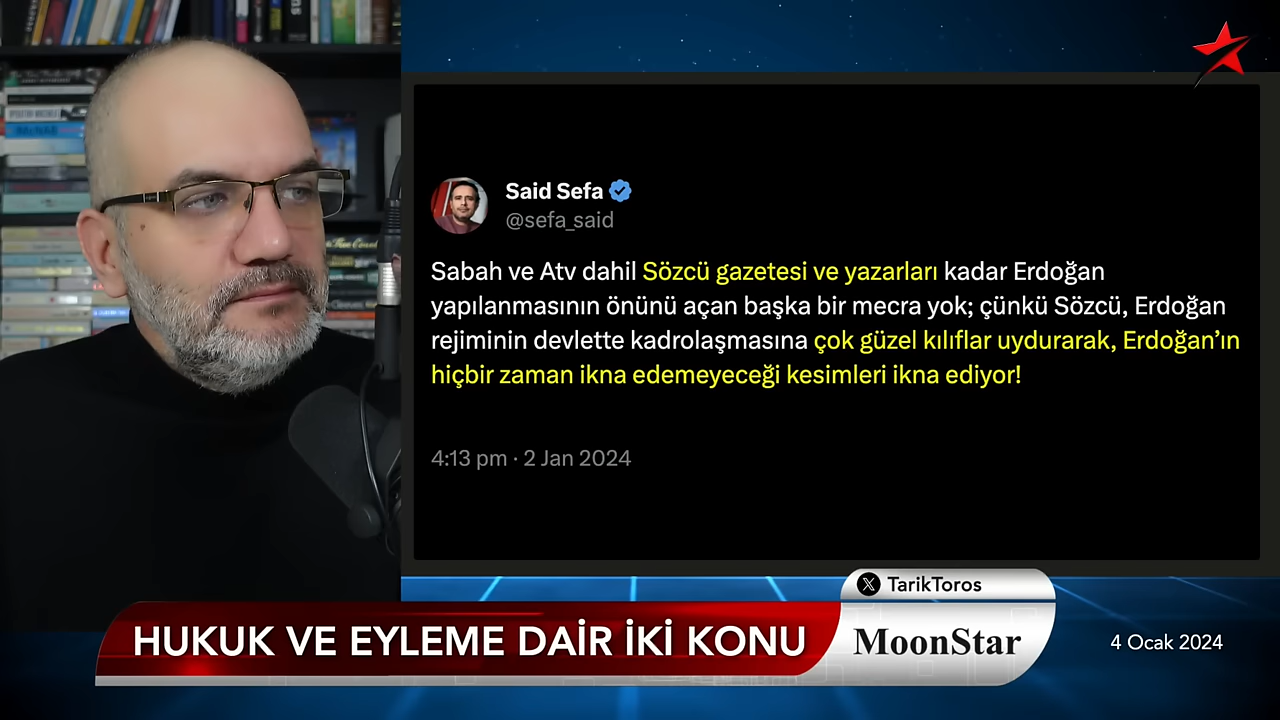 Said Sefa
@sefa_said
Sabah ve Atv dahil Sözcü gazetesi ve yazarları kadar Erdoğan
yapılanmasının önünü açan başka bir mecra yok; çünkü Sözcü, Erdoğan
rejiminin devlette kadrolaşmasına çok güzel kılıflar uydurarak, Erdoğan’ın
hiçbir zaman ikna edemeyeceği kesimleri ikna ediyor!
4:13 pm · 2 Jan 2024
TarikToros
HUKUK VE EYLEME DAİR İKİ KONU
MoonStar
4 Ocak 2024